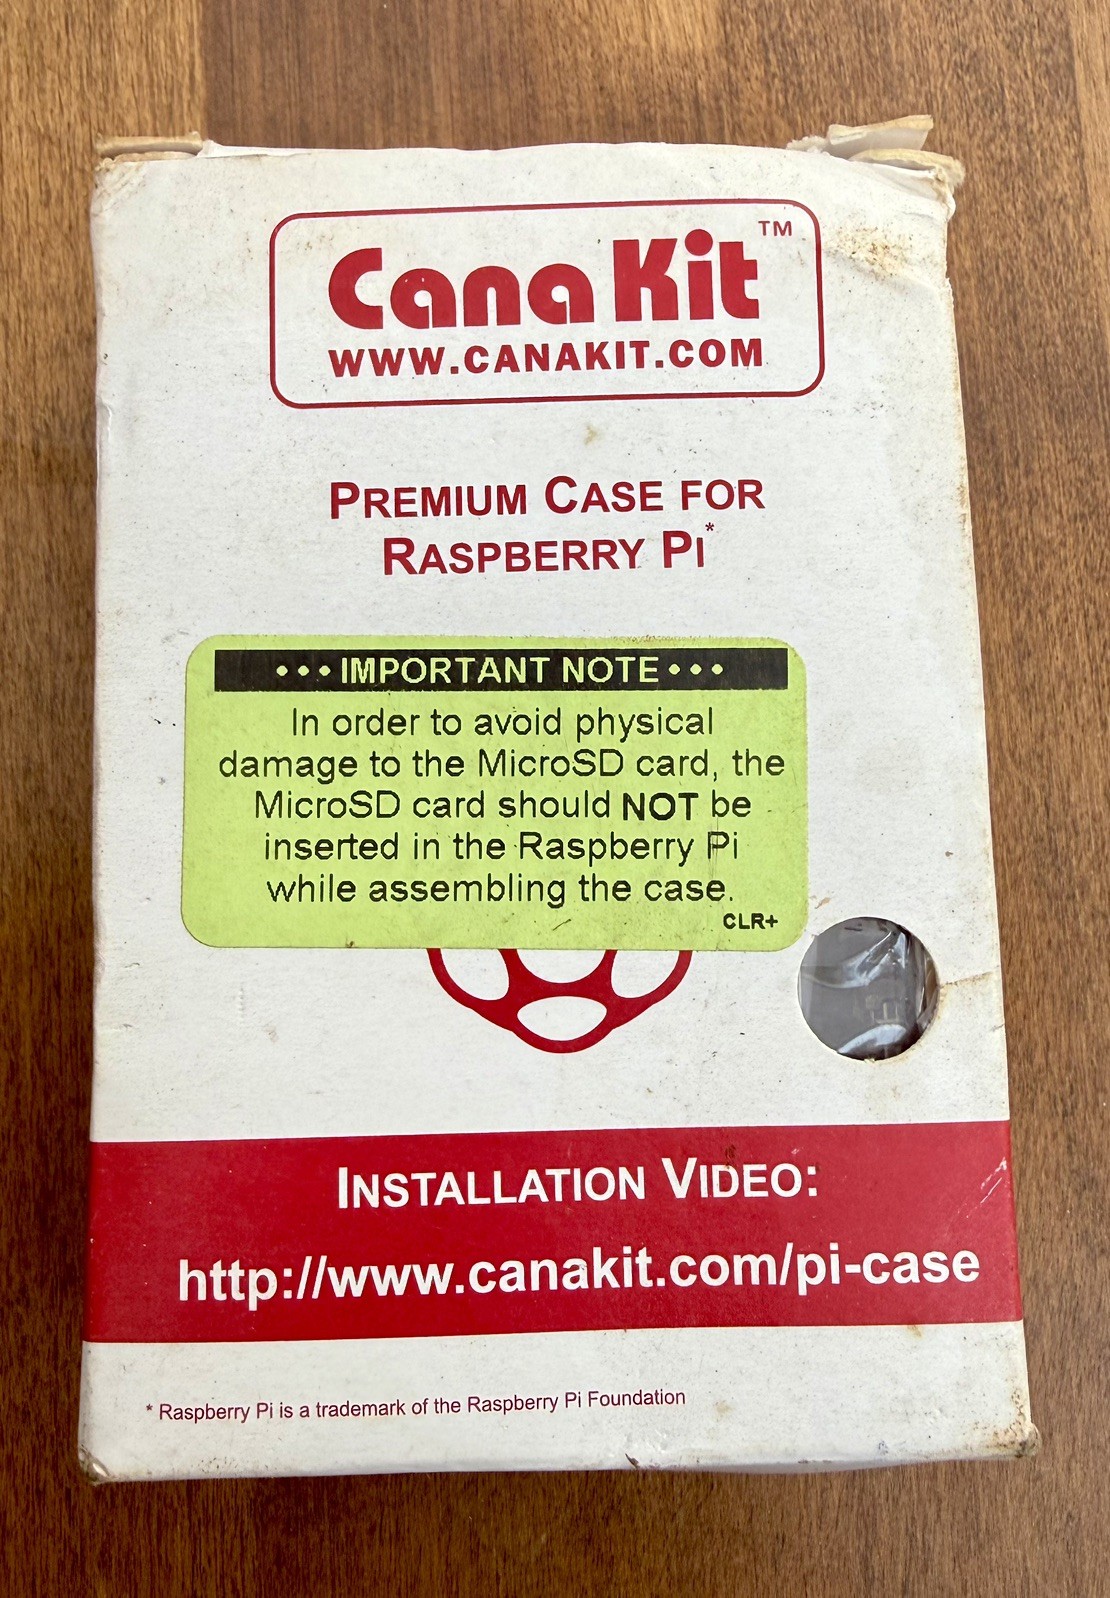 Cana Kit™
WWW.CANAKIT.COM
PREMIUM CASE FOR
RASPBERRY PI*
•••IMPORTANT NOTE•••
In order to avoid physical
damage to the MicroSD card, the
MicroSD card should NOT be
inserted in the Raspberry Pi
while assembling the case.
CLR+
INSTALLATION VIDEO:
http://www.canakit.com/pi-case
* Raspberry Pi is a trademark of the Raspberry Pi Foundation